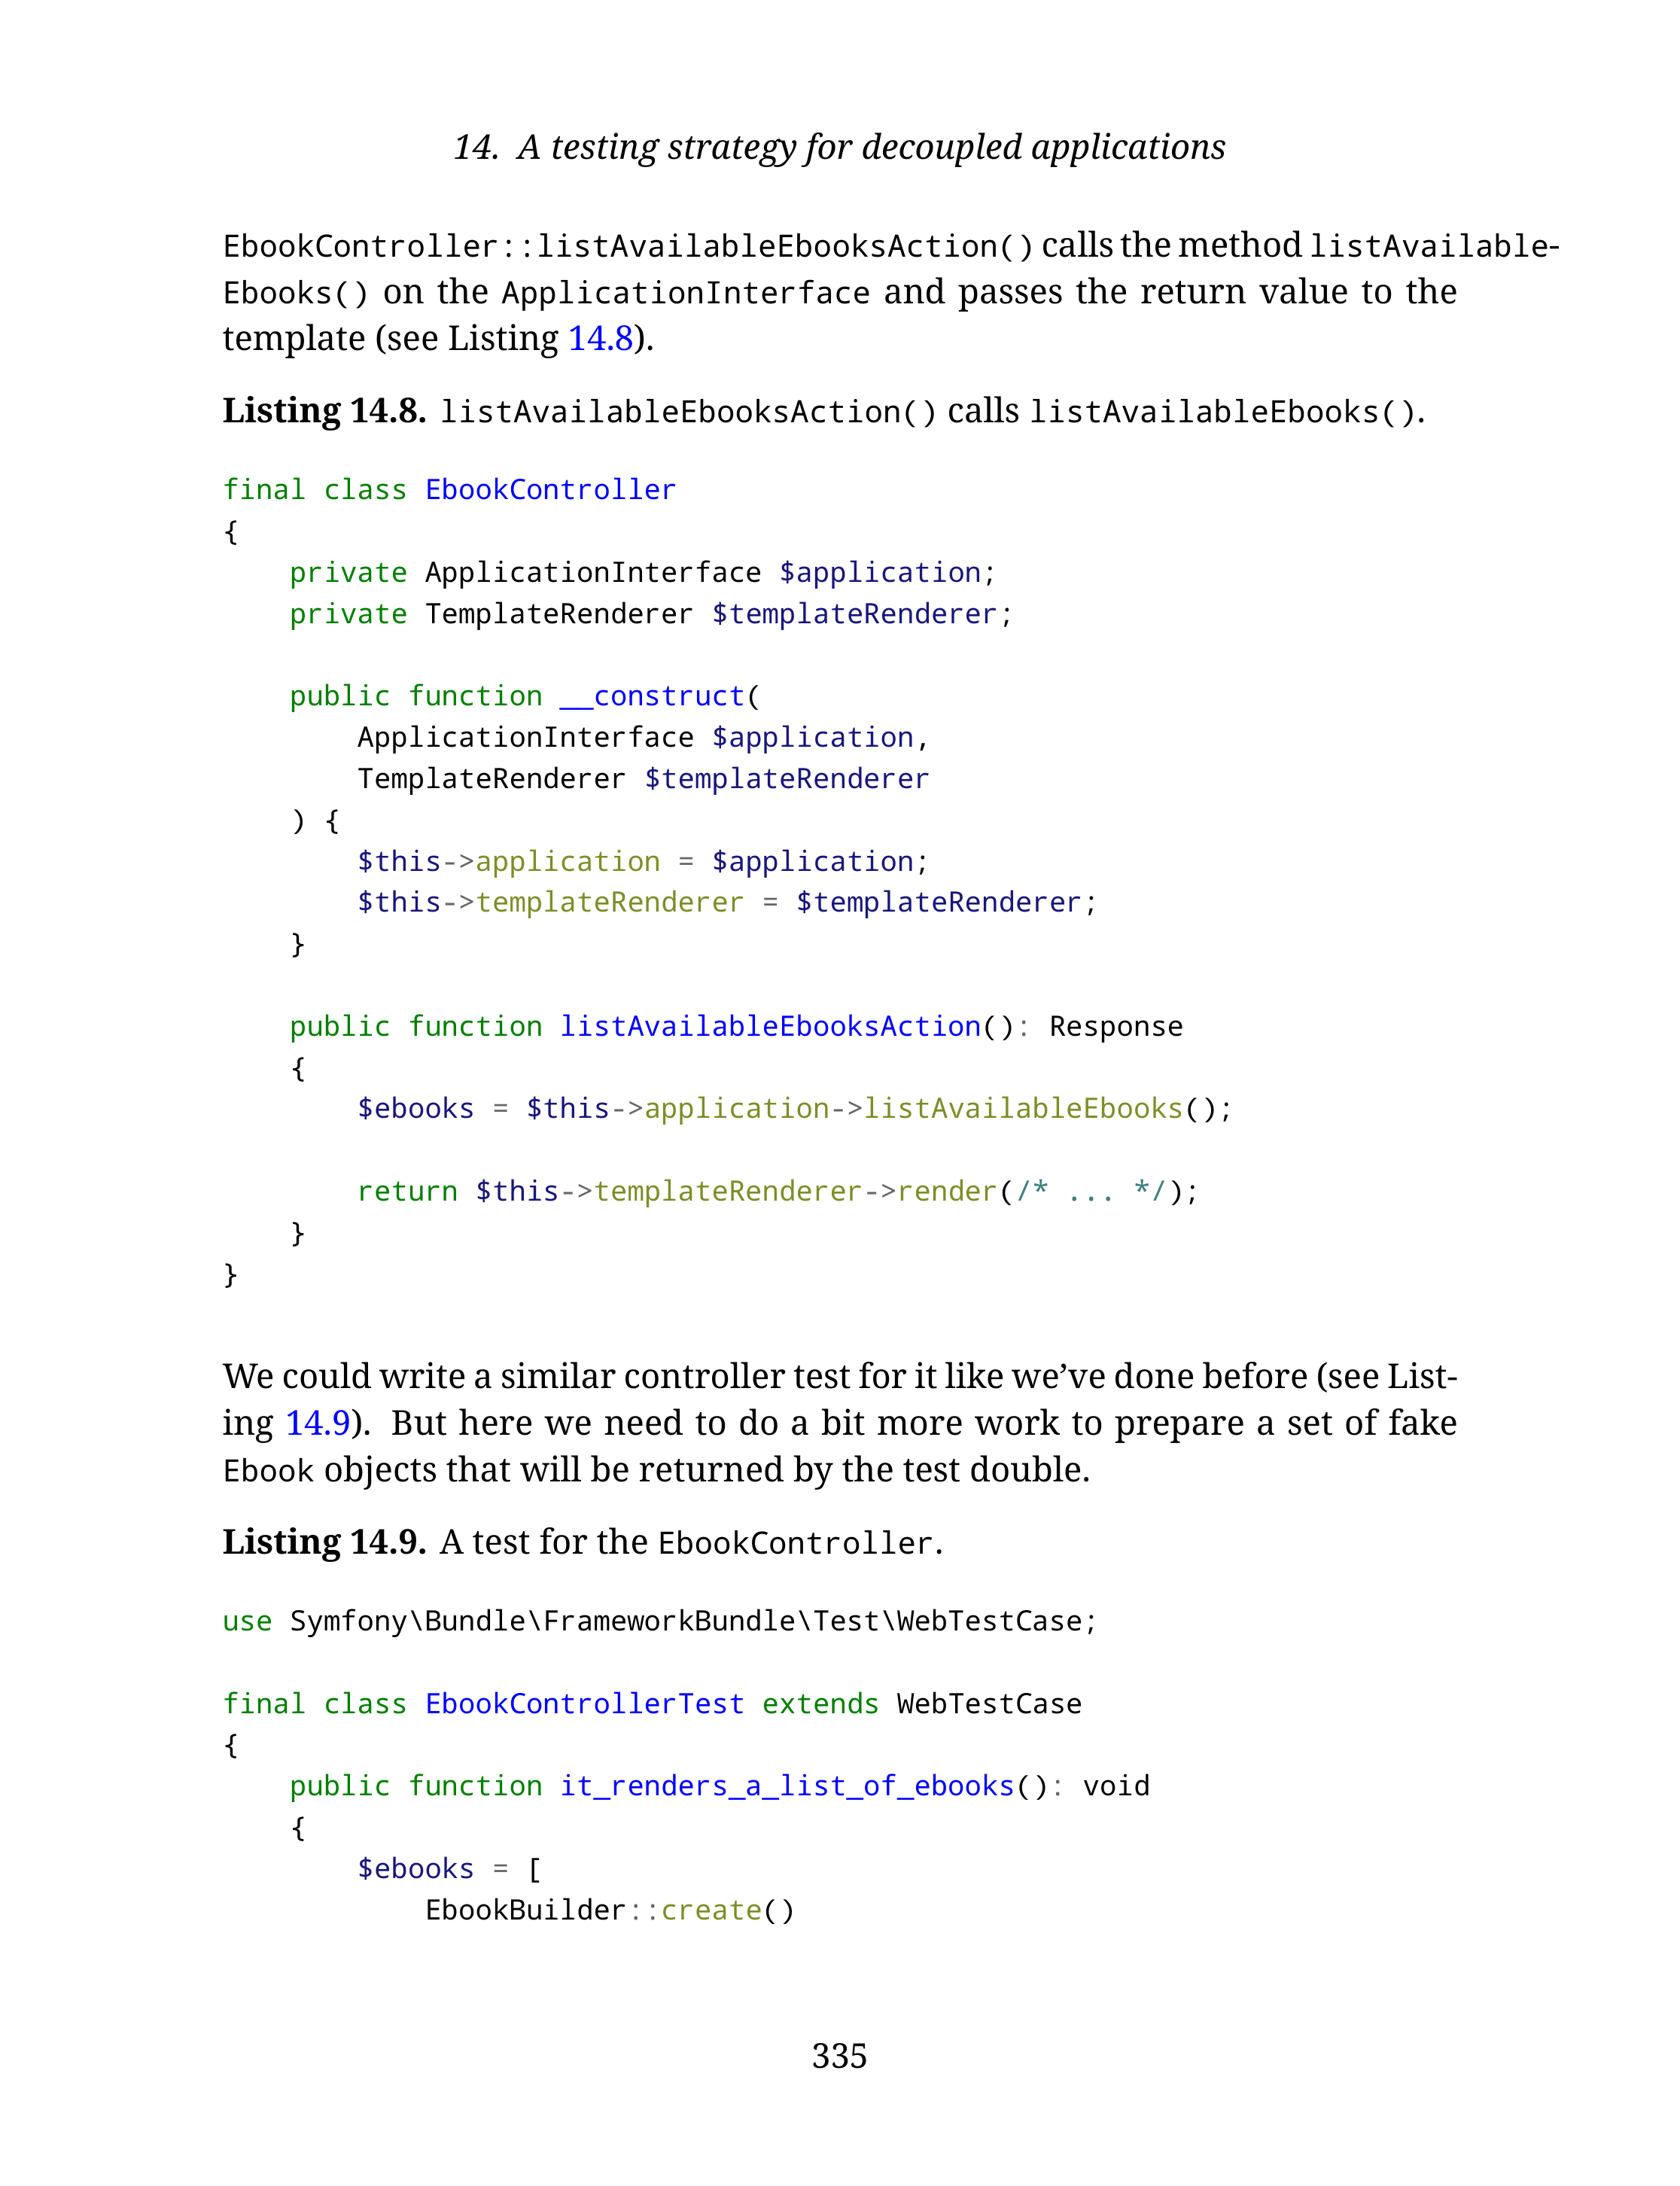 14. A testing strategy for decoupled applications
EbookController::listAvailableEbooksAction() calls the method listAvailable-
Ebooks() on the ApplicationInterface and passes the return value to the
template (see Listing 14.8).
Listing 14.8. listAvailableEbooksAction() calls listAvailableEbooks().
final class EbookController
{
    private ApplicationInterface $application;
    private TemplateRenderer $templateRenderer;

    public function __construct(
        ApplicationInterface $application,
        TemplateRenderer $templateRenderer
    ) {
        $this->application = $application;
        $this->templateRenderer = $templateRenderer;
    }

    public function listAvailableEbooksAction(): Response
    {
        $ebooks = $this->application->listAvailableEbooks();

        return $this->templateRenderer->render(/* ... */);
    }
}
We could write a similar controller test for it like we’ve done before (see List-
ing 14.9). But here we need to do a bit more work to prepare a set of fake
Ebook objects that will be returned by the test double.
Listing 14.9. A test for the EbookController.
use Symfony\Bundle\FrameworkBundle\Test\WebTestCase;

final class EbookControllerTest extends WebTestCase
{
    public function it_renders_a_list_of_ebooks(): void
    {
        $ebooks = [
            EbookBuilder::create()
335